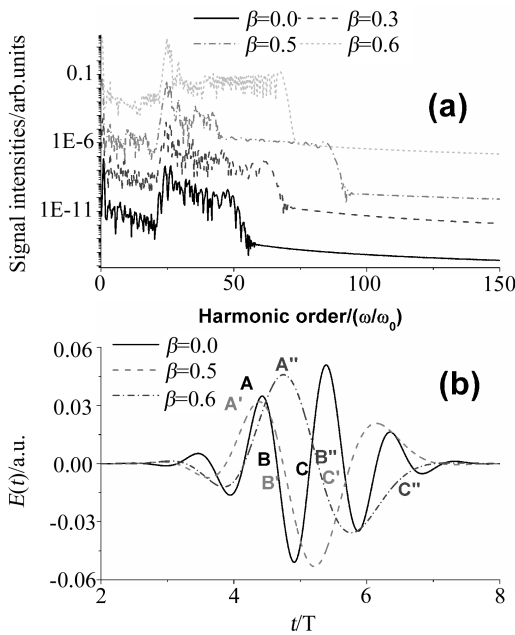 β=0.0 β=0.3
β=0.5 β=0.6
(a)
Signal intensities/arb.units
0.1
1E-6
1E-11
0 50 100 150
Harmonic order/(ω/ω₀)
β=0.0
β=0.5
β=0.6
(b)
A A' A''
B B' B''
C C' C''
E(t)/a.u.
0.06
0.03
0.00
-0.03
-0.06
2 4 6 8
t/T